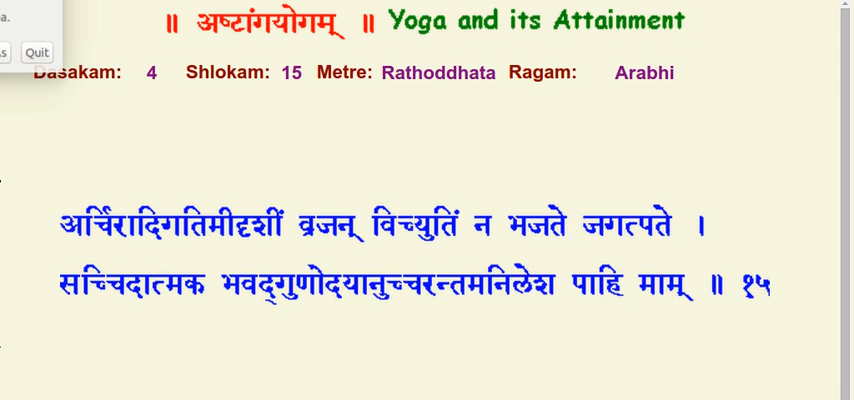 a.
॥ अष्टांगयोगम् ॥ Yoga and its Attainment
Quit
Dasakam: 4 Shlokam: 15 Metre: Rathoddhata Ragam: Arabhi
अर्चिरादिगतिमीदृशीं व्रजन् विच्युतिं न भजते जगत्पते ।
सच्चिदात्मक भवद्गुणोदयानुच्चरन्तमनिलेश पाहि माम् ॥ १५